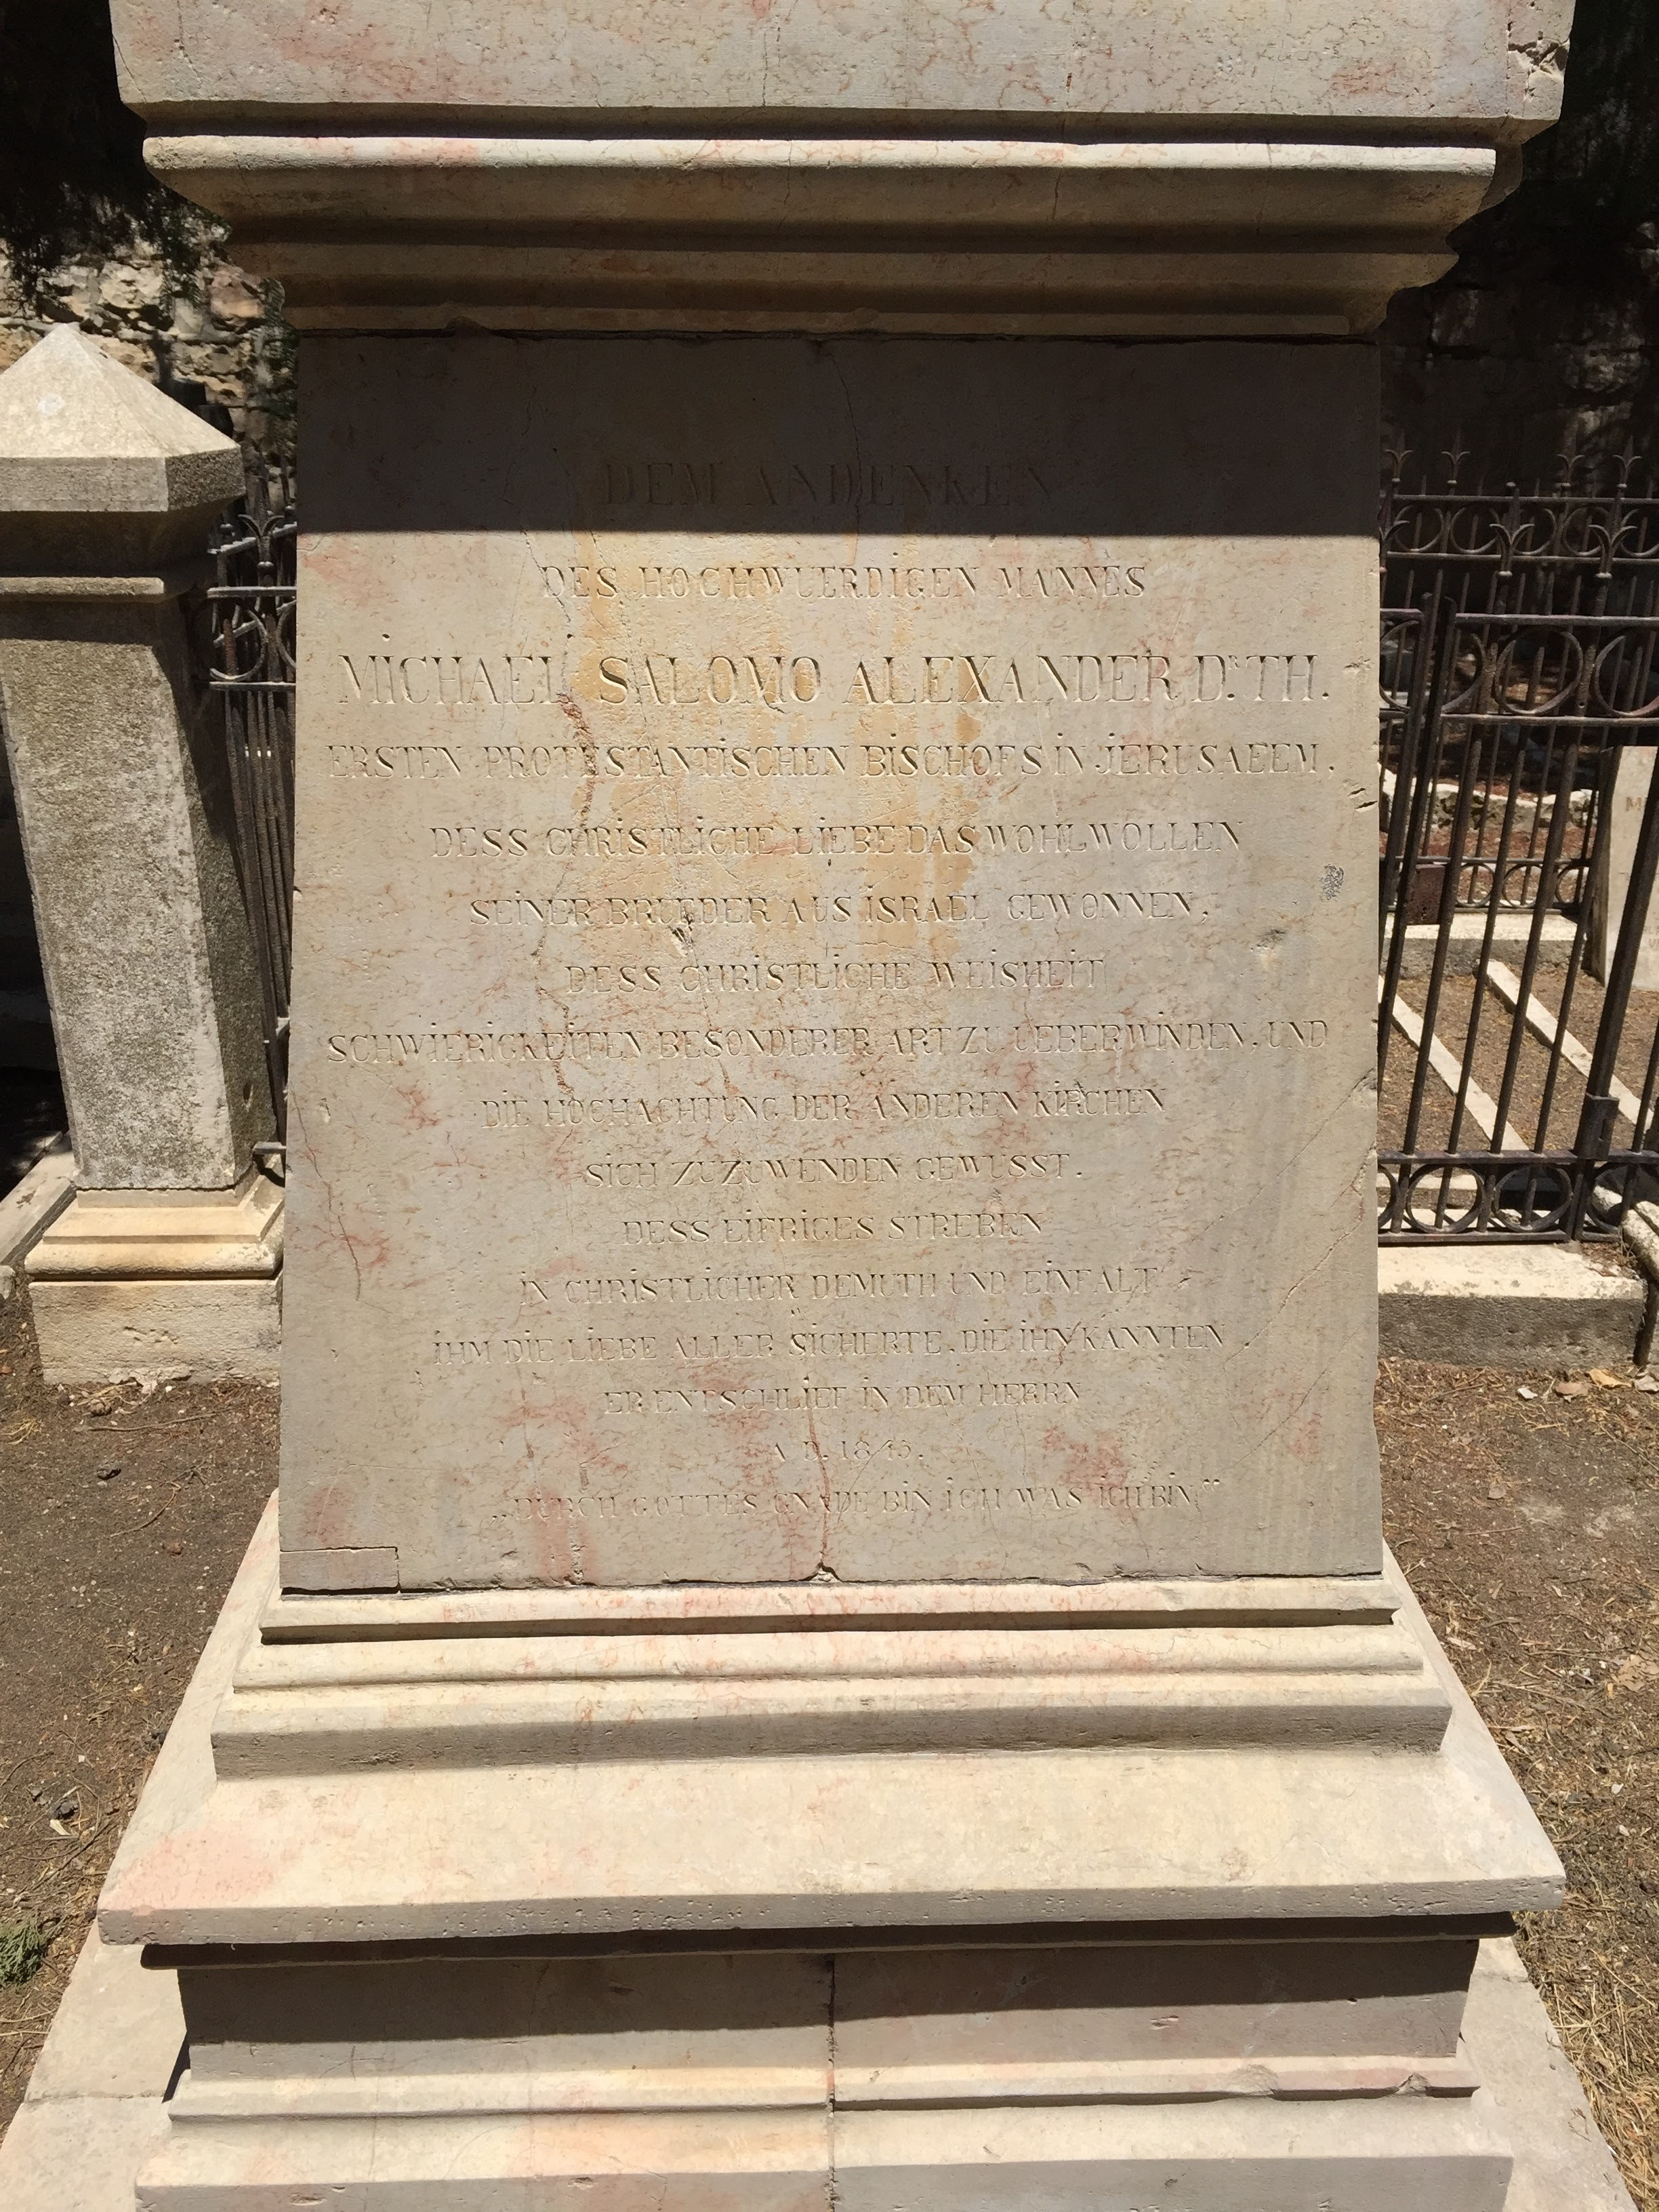 DEM ANDENKEN
DES HOCHWUERDIGEN MANNES
MICHAEL SALOMO ALEXANDER Dr. TH.
ERSTEN PROTESTANTISCHEN BISCHOFS IN JERUSALEM,
DESS CHRISTLICHE LIEBE DAS WOHLWOLLEN
SEINER BRUEDER AUS ISRAEL GEWONNEN,
DESS CHRISTLICHE WEISHEIT
SCHWIERIGKEITEN BESONDERER ART ZU UEBERWINDEN, UND
DIE HOCHACHTUNG DER ANDEREN KIRCHEN
SICH ZUZUWENDEN GEWUSST.
DESS EIFRIGES STREBEN
IN CHRISTLICHER DEMUTH UND EINFALT
IHM DIE LIEBE ALLER SICHERTE, DIE IHN KANNTEN
ER ENTSCHLIEF IN DEM HERRN
A. D. 1845.
„DURCH GOTTES GNADE BIN ICH WAS ICH BIN“